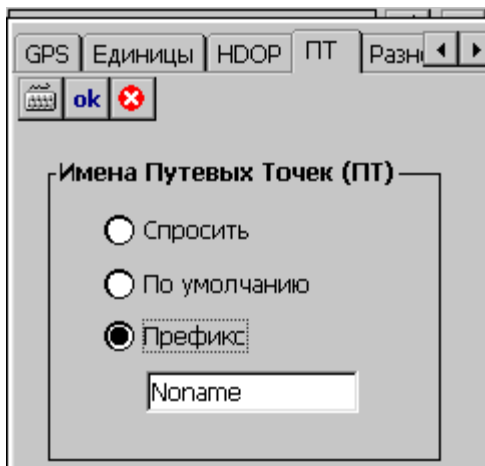 GPS Единицы HDOP ПТ Разн
ok
Имена Путевых Точек (ПТ)
Спросить
По умолчанию
Префикс
Noname